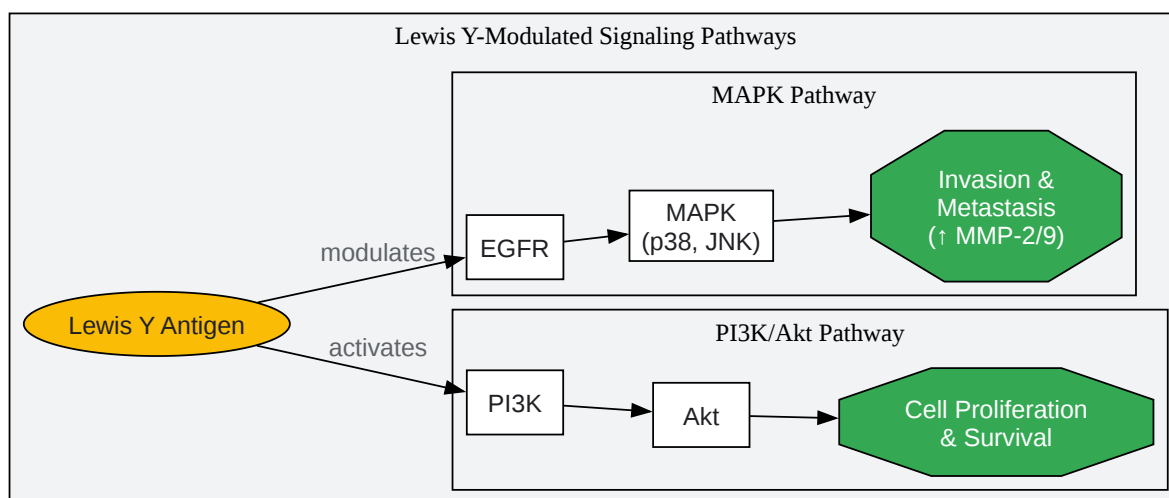 Lewis Y-Modulated Signaling Pathways
MAPK Pathway
Invasion &
Metastasis
(↑ MMP-2/9)
MAPK
(p38, JNK)
EGFR
modulates
Lewis Y Antigen
activates
PI3K/Akt Pathway
PI3K
Akt
Cell Proliferation
& Survival